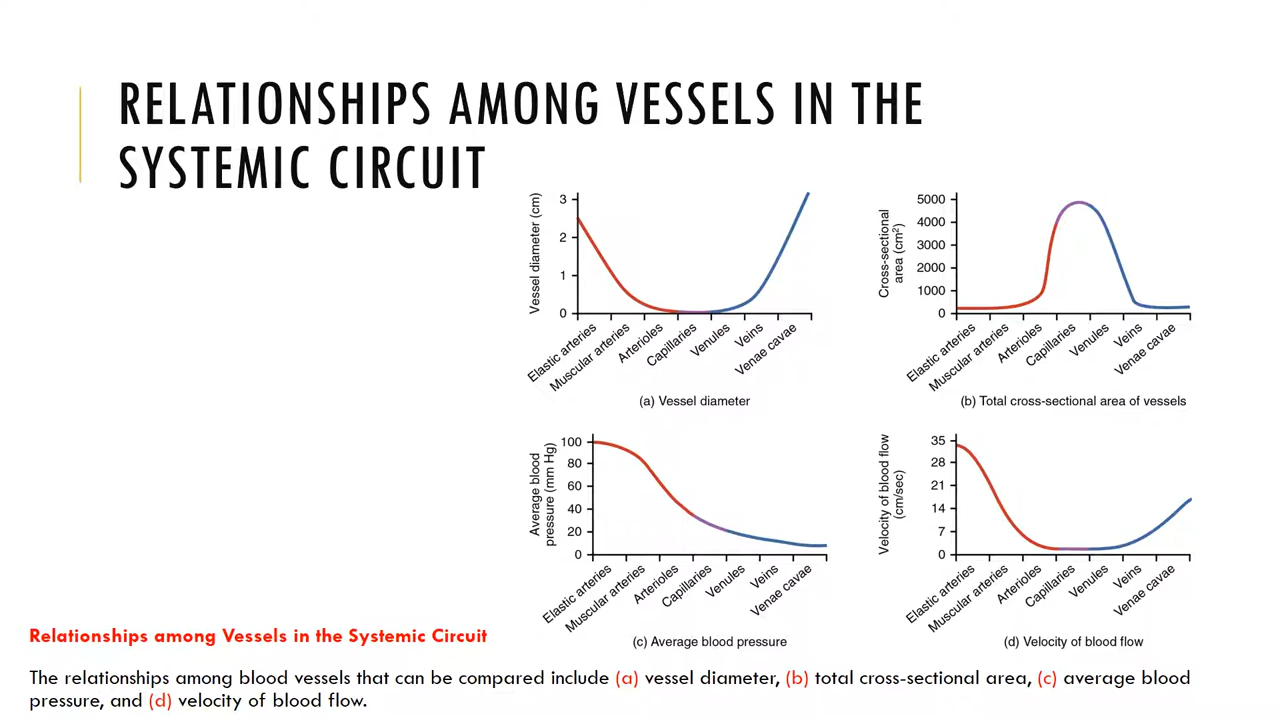 RELATIONSHIPS AMONG VESSELS IN THE
SYSTEMIC CIRCUIT
Vessel diameter (cm)
3
2
1
0
Elastic arteries
Muscular arteries
Arterioles
Capillaries
Venules
Veins
Venae cavae
(a) Vessel diameter
Cross-sectional
area (cm²)
5000
4000
3000
2000
1000
0
Elastic arteries
Muscular arteries
Arterioles
Capillaries
Venules
Veins
Venae cavae
(b) Total cross-sectional area of vessels
Average blood
pressure (mm Hg)
100
80
60
40
20
0
Elastic arteries
Muscular arteries
Arterioles
Capillaries
Venules
Veins
Venae cavae
(c) Average blood pressure
Velocity of blood flow
(cm/sec)
35
28
21
14
7
0
Elastic arteries
Muscular arteries
Arterioles
Capillaries
Venules
Veins
Venae cavae
(d) Velocity of blood flow
Relationships among Vessels in the Systemic Circuit
The relationships among blood vessels that can be compared include (a) vessel diameter, (b) total cross-sectional area, (c) average blood
pressure, and (d) velocity of blood flow.